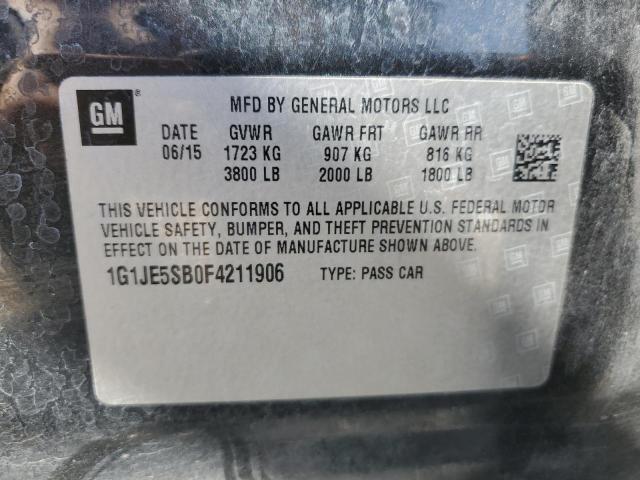 GM ® MFD BY GENERAL MOTORS LLC
DATE GVWR GAWR FRT GAWR RR
06/15 1723 KG 907 KG 816 KG
3800 LB 2000 LB 1800 LB
THIS VEHICLE CONFORMS TO ALL APPLICABLE U.S. FEDERAL MOTOR
VEHICLE SAFETY, BUMPER, AND THEFT PREVENTION STANDARDS IN
EFFECT ON THE DATE OF MANUFACTURE SHOWN ABOVE.
1G1JE5SB0F4211906 TYPE: PASS CAR